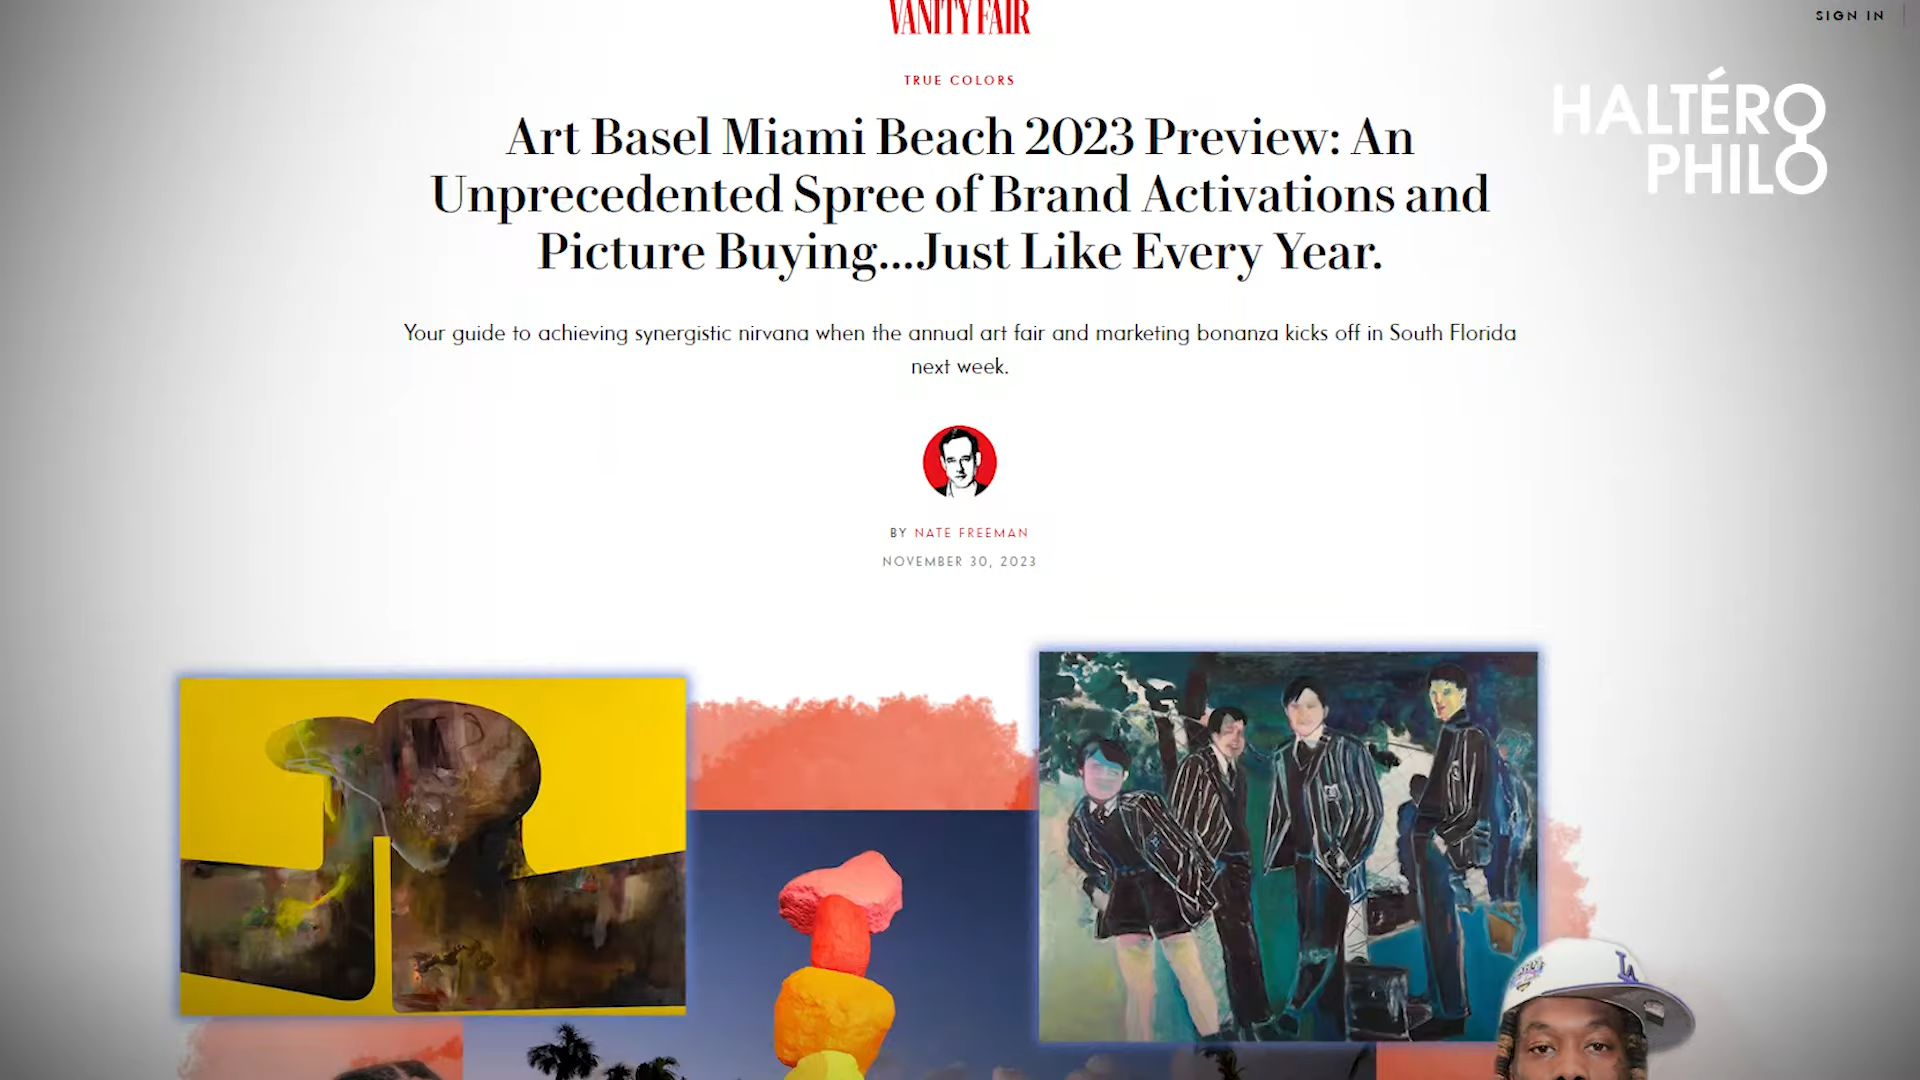 VANITY FAIR
SIGN IN
HALTÉRO
PHILO
TRUE COLORS
Art Basel Miami Beach 2023 Preview: An
Unprecedented Spree of Brand Activations and
Picture Buying...Just Like Every Year.
Your guide to achieving synergistic nirvana when the annual art fair and marketing bonanza kicks off in South Florida
next week.
BY NATE FREEMAN
NOVEMBER 30, 2023
LA